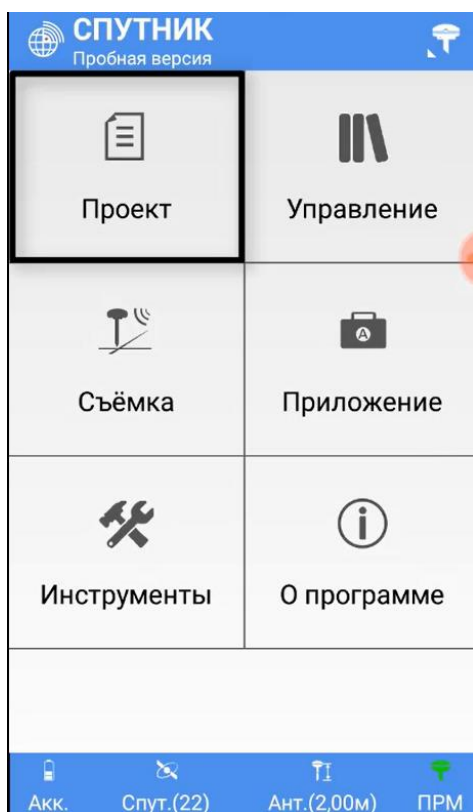 СПУТНИК
Пробная версия
Проект
Управление
Съёмка
A
Приложение
Инструменты
О программе
Акк.
Спут.(22)
Ант.(2,00м)
ПРМ